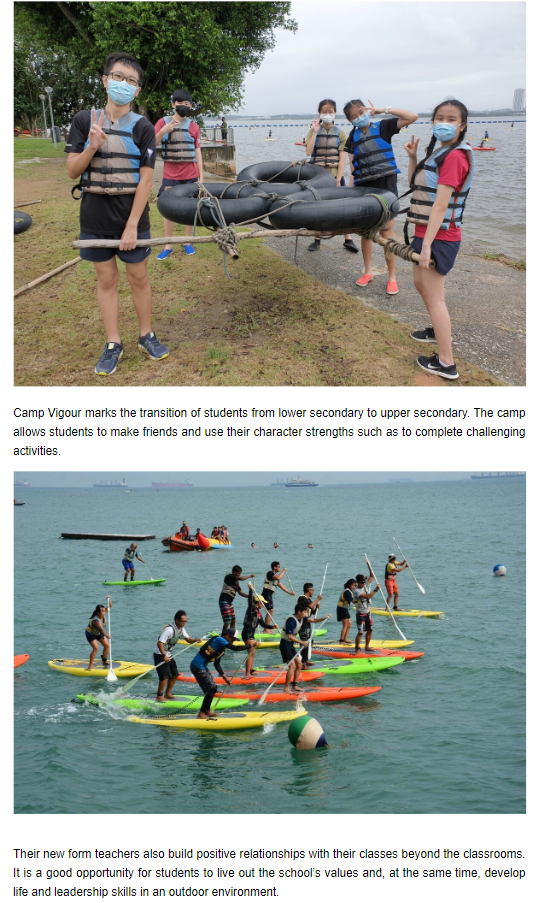 Camp Vigour marks the transition of students from lower secondary to upper secondary. The camp
allows students to make friends and use their character strengths such as to complete challenging
activities.
Their new form teachers also build positive relationships with their classes beyond the classrooms.
It is a good opportunity for students to live out the school's values and, at the same time, develop
life and leadership skills in an outdoor environment.